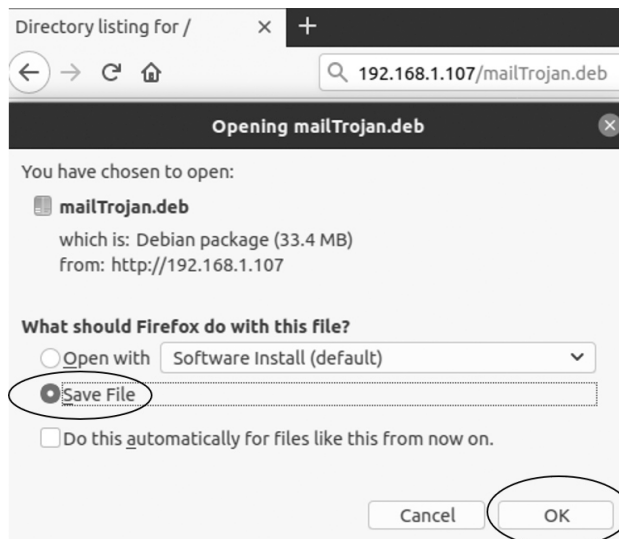 Directory listing for /
192.168.1.107/mailTrojan.deb
Opening mailTrojan.deb
You have chosen to open:
mailTrojan.deb
which is: Debian package (33.4 MB)
from: http://192.168.1.107
What should Firefox do with this file?
Open with Software Install (default)
Save File
Do this automatically for files like this from now on.
Cancel OK